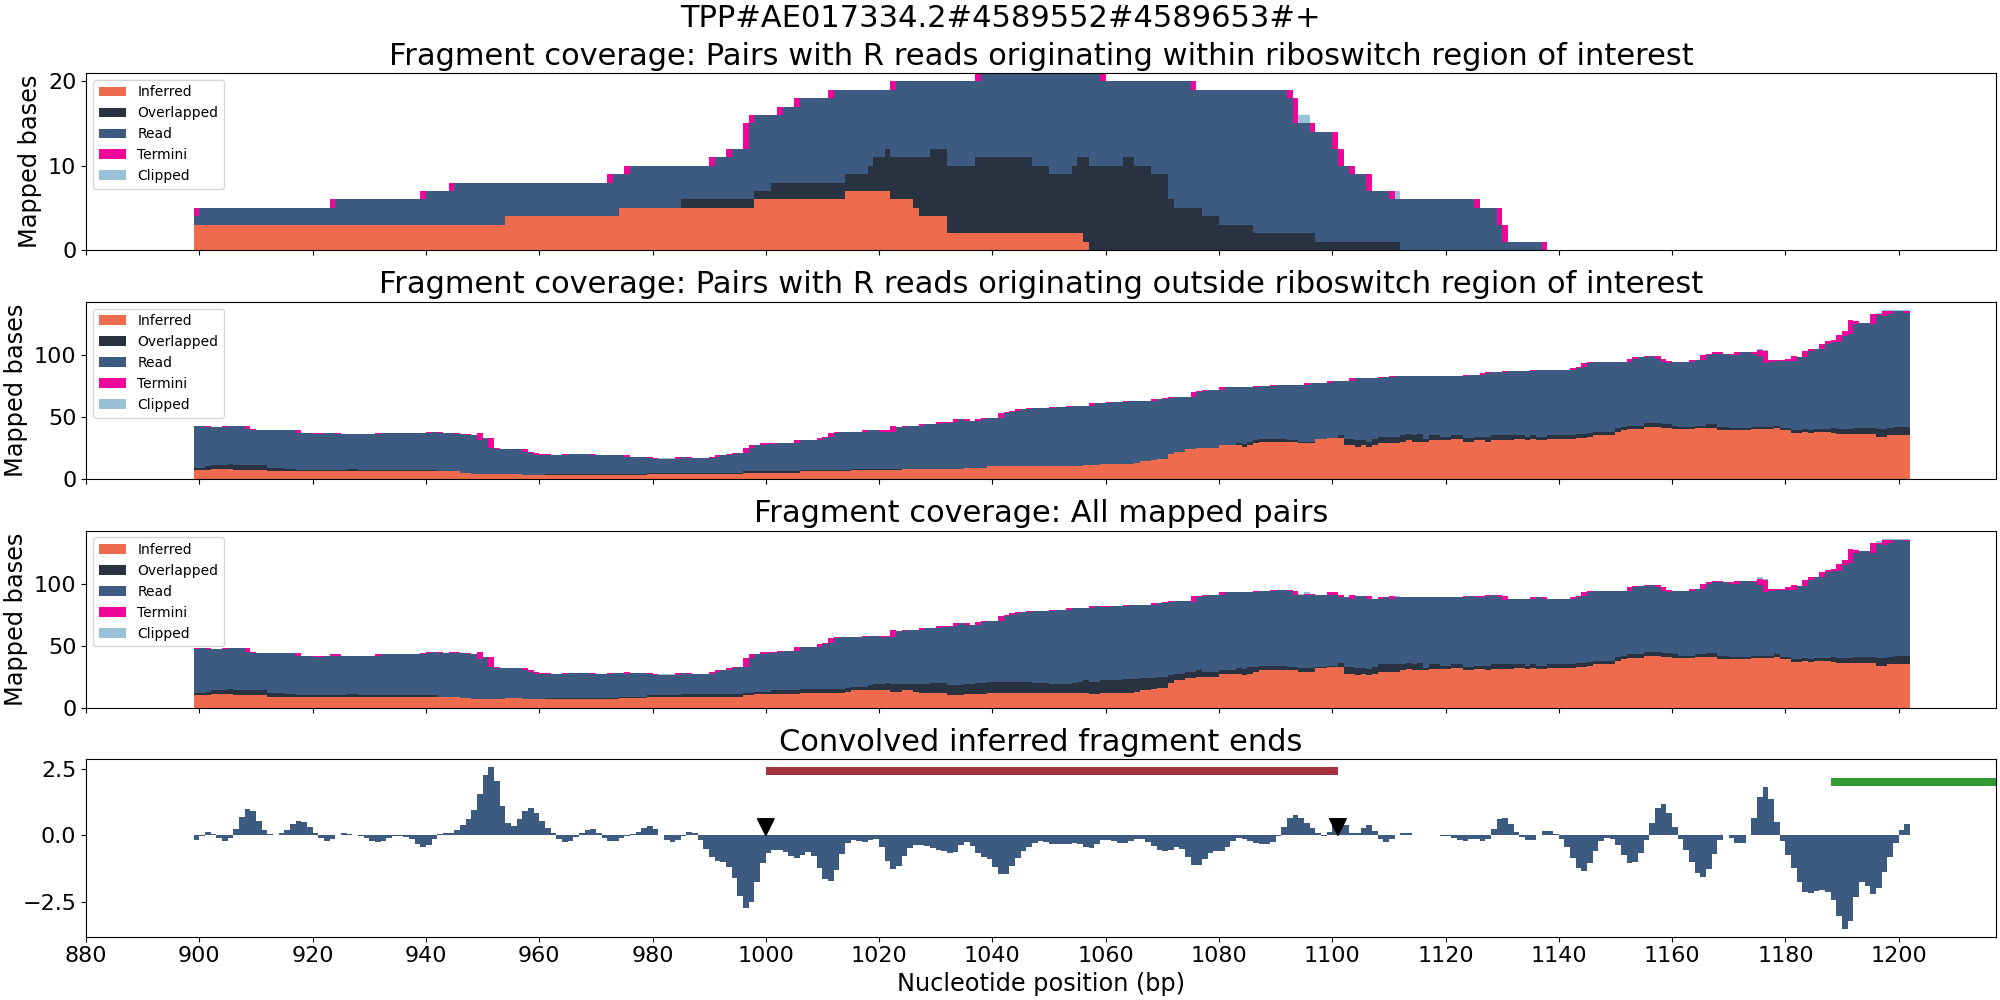 TPP#AE017334.2#4589552#4589653#+
Fragment coverage: Pairs with R reads originating within riboswitch region of interest
Mapped bases
20
10
0
Inferred
Overlapped
Read
Termini
Clipped
Fragment coverage: Pairs with R reads originating outside riboswitch region of interest
Mapped bases
100
50
0
Inferred
Overlapped
Read
Termini
Clipped
Fragment coverage: All mapped pairs
Mapped bases
100
50
0
Inferred
Overlapped
Read
Termini
Clipped
Convolved inferred fragment ends
2.5
0.0
−2.5
880 900 920 940 960 980 1000 1020 1040 1060 1080 1100 1120 1140 1160 1180 1200
Nucleotide position (bp)